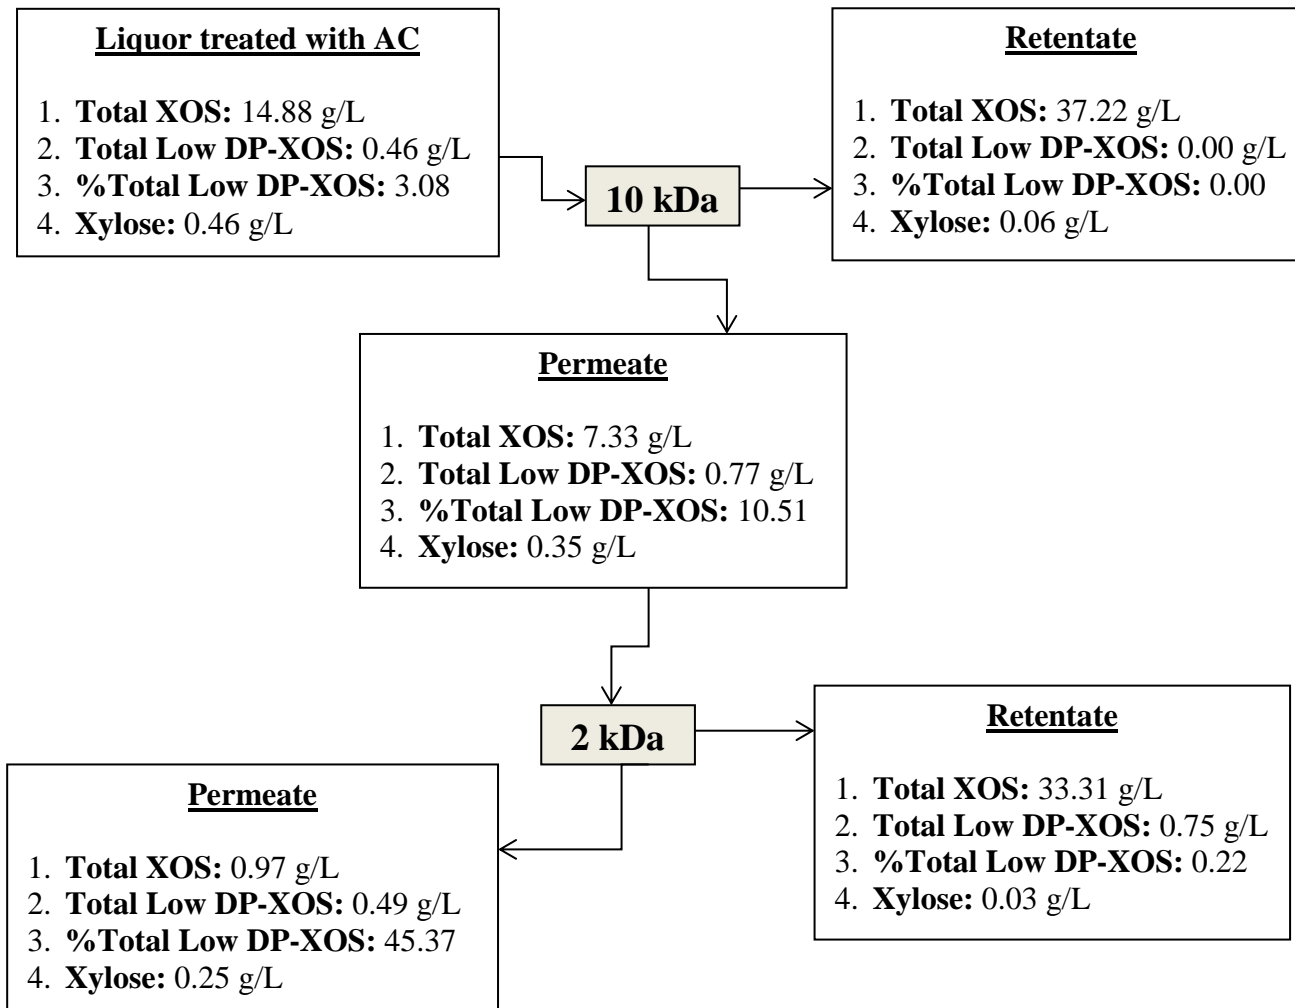 Liquor treated with AC
1. Total XOS: 14.88 g/L
2. Total Low DP-XOS: 0.46 g/L
3. %Total Low DP-XOS: 3.08
4. Xylose: 0.46 g/L
10 kDa
Retentate
1. Total XOS: 37.22 g/L
2. Total Low DP-XOS: 0.00 g/L
3. %Total Low DP-XOS: 0.00
4. Xylose: 0.06 g/L
Permeate
1. Total XOS: 7.33 g/L
2. Total Low DP-XOS: 0.77 g/L
3. %Total Low DP-XOS: 10.51
4. Xylose: 0.35 g/L
2 kDa
Retentate
1. Total XOS: 33.31 g/L
2. Total Low DP-XOS: 0.75 g/L
3. %Total Low DP-XOS: 0.22
4. Xylose: 0.03 g/L
Permeate
1. Total XOS: 0.97 g/L
2. Total Low DP-XOS: 0.49 g/L
3. %Total Low DP-XOS: 45.37
4. Xylose: 0.25 g/L